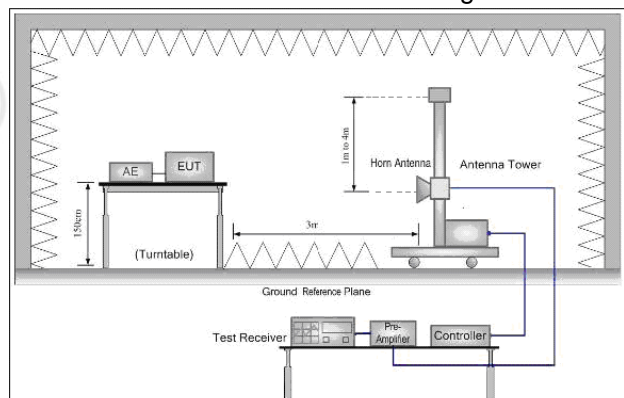 1m to 4m
Horn Antenna
Antenna Tower
AE
EUT
150cm
(Turntable)
3m
Ground Reference Plane
Test Receiver
Pre-
Amplifier
Controller